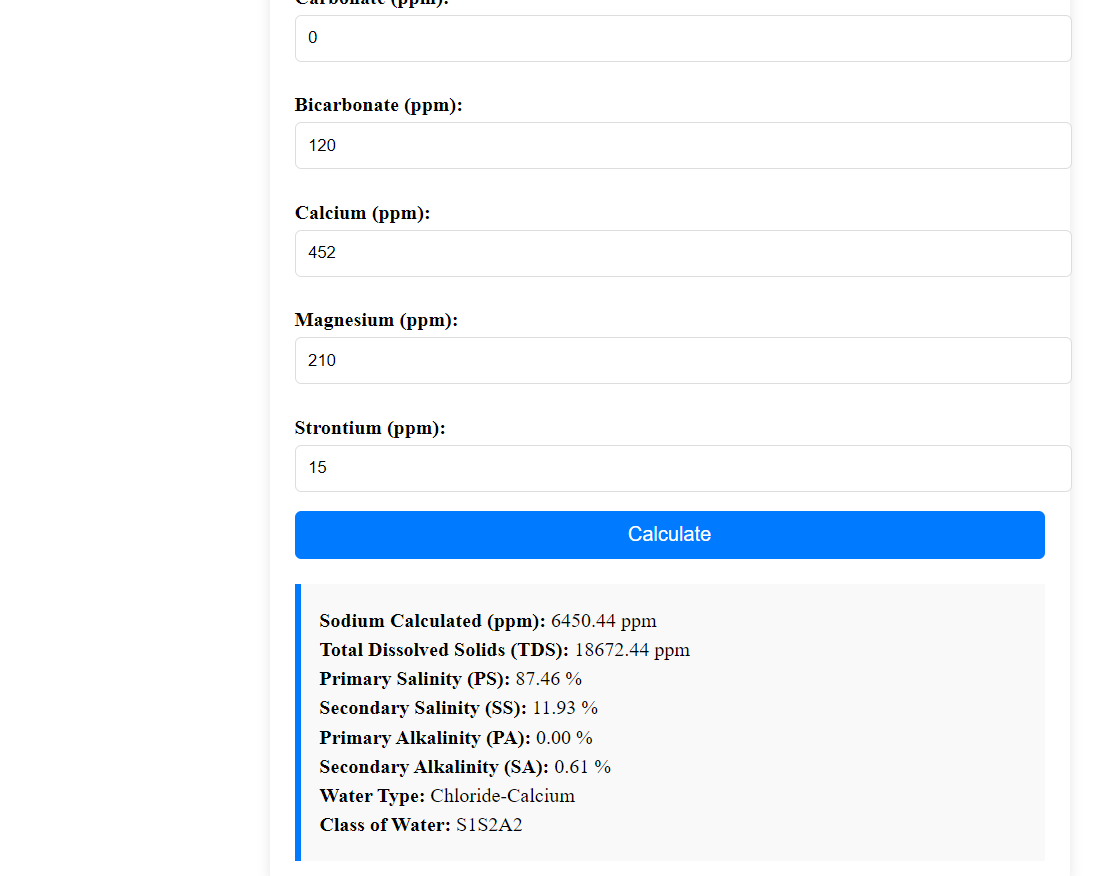 Carbonate (ppm):
0
Bicarbonate (ppm):
120
Calcium (ppm):
452
Magnesium (ppm):
210
Strontium (ppm):
15
Calculate
Sodium Calculated (ppm): 6450.44 ppm
Total Dissolved Solids (TDS): 18672.44 ppm
Primary Salinity (PS): 87.46 %
Secondary Salinity (SS): 11.93 %
Primary Alkalinity (PA): 0.00 %
Secondary Alkalinity (SA): 0.61 %
Water Type: Chloride-Calcium
Class of Water: S1S2A2